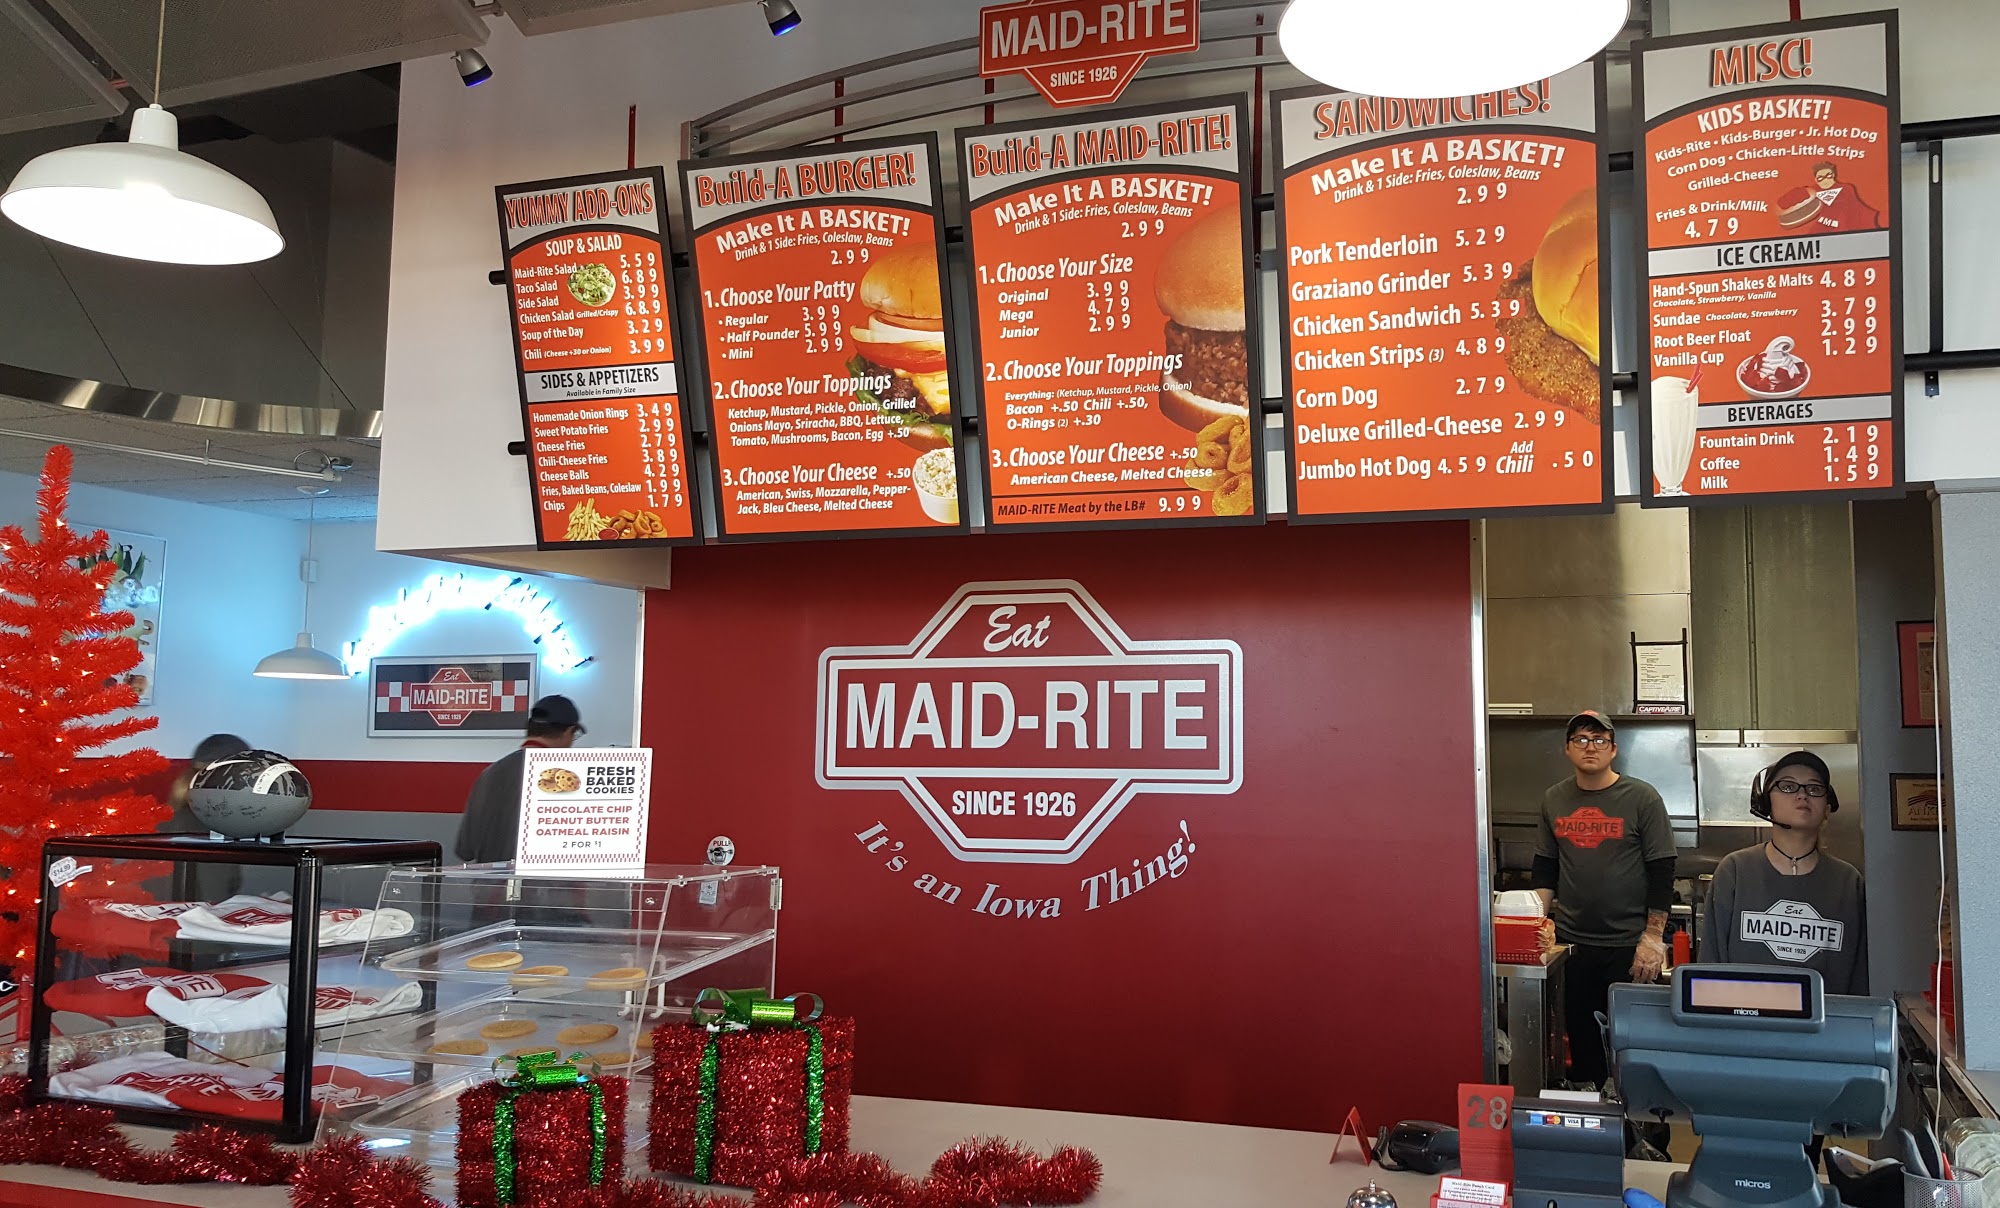 MAID-RITE
SINCE 1926
YUMMY ADD-ONS
SOUP & SALAD
Maid-Rite Salad 5.59
Taco Salad 6.89
Side Salad 3.99
Chicken Salad Grilled/Crispy 6.89
Soup of the Day 3.29
Chili (Cheese +30 or Onion) 3.99
SIDES & APPETIZERS
Available in Family Size
Homemade Onion Rings 3.49
Sweet Potato Fries 2.99
Cheese Fries 2.79
Chili-Cheese Fries 3.89
Cheese Balls 4.29
Fries, Baked Beans, Coleslaw 1.99
Chips 1.79
Build-A BURGER!
Make It A BASKET!
Drink & 1 Side: Fries, Coleslaw, Beans
2.99
1.Choose Your Patty
• Regular 3.99
• Half Pounder 5.99
• Mini 2.99
2.Choose Your Toppings
Ketchup, Mustard, Pickle, Onion, Grilled
Onions Mayo, Sriracha, BBQ, Lettuce,
Tomato, Mushrooms, Bacon, Egg +.50
3.Choose Your Cheese +.50
American, Swiss, Mozzarella, Pepper-
Jack, Bleu Cheese, Melted Cheese
Build-A MAID-RITE!
Make It A BASKET!
Drink & 1 Side: Fries, Coleslaw, Beans
2.99
1.Choose Your Size
Original 3.99
Mega 4.79
Junior 2.99
2.Choose Your Toppings
Everything: (Ketchup, Mustard, Pickle, Onion)
Bacon +.50 Chili +.50,
O-Rings (2) +.30
3.Choose Your Cheese +.50
American Cheese, Melted Cheese
MAID-RITE Meat by the LB# 9.99
SANDWICHES!
Make It A BASKET!
Drink & 1 Side: Fries, Coleslaw, Beans
2.99
Pork Tenderloin 5.29
Graziano Grinder 5.39
Chicken Sandwich 5.39
Chicken Strips (3) 4.89
Corn Dog 2.79
Deluxe Grilled-Cheese 2.99
Jumbo Hot Dog 4.59 Add Chili .50
MISC!
KIDS BASKET!
Kids-Rite • Kids-Burger • Jr. Hot Dog
Corn Dog • Chicken-Little Strips
Grilled-Cheese
Fries & Drink/Milk
4.79
ICE CREAM!
Hand-Spun Shakes & Malts 4.89
Chocolate, Strawberry, Vanilla
Sundae Chocolate, Strawberry 3.79
Root Beer Float 2.99
Vanilla Cup 1.29
BEVERAGES
Fountain Drink 2.19
Coffee 1.49
Milk 1.59
Eat
MAID-RITE
SINCE 1926
It's an Iowa Thing!
Eat
MAID-RITE
SINCE 1926
FRESH
BAKED
COOKIES
CHOCOLATE CHIP
PEANUT BUTTER
OATMEAL RAISIN
2 FOR $1
PULL
$14.99
CAPTIVEAIRE
Eat
MAID-RITE
Eat
MAID-RITE
SINCE 1926
micros
micros
28
VISA